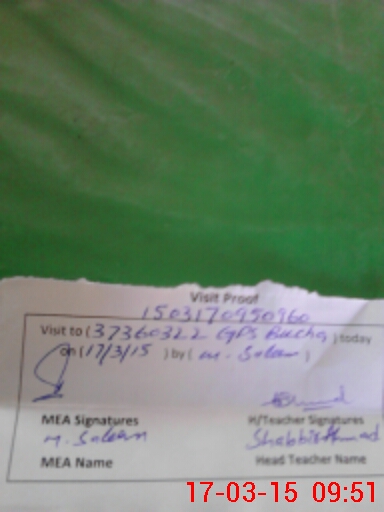 Visit Proof
1503170950960
Visit to (37360322 GPS Bucha) today
on (17/3/15) by (M. Saleem)
MEA Signatures H/Teacher Signatures
M. Saleem Shabbir Ahmad
MEA Name Head Teacher Name
17-03-15 09:51